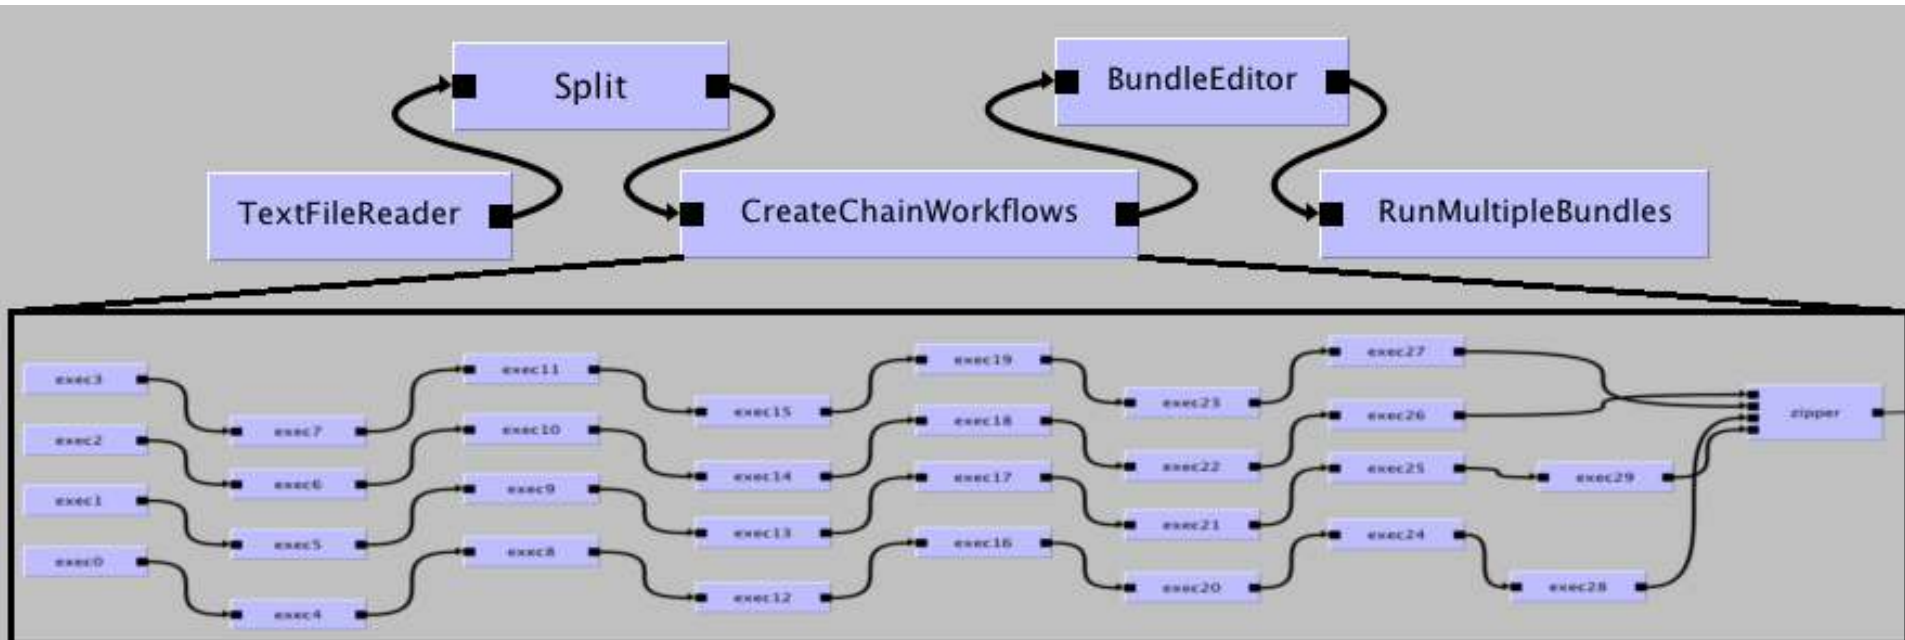 Split
BundleEditor
TextFileReader
CreateChainWorkflows
RunMultipleBundles
exec3
exec7
exec11
exec15
exec19
exec23
exec27
exec2
exec6
exec10
exec14
exec18
exec22
exec26
zipper
exec1
exec5
exec9
exec13
exec17
exec21
exec25
exec29
exec0
exec4
exec8
exec12
exec16
exec20
exec24
exec28